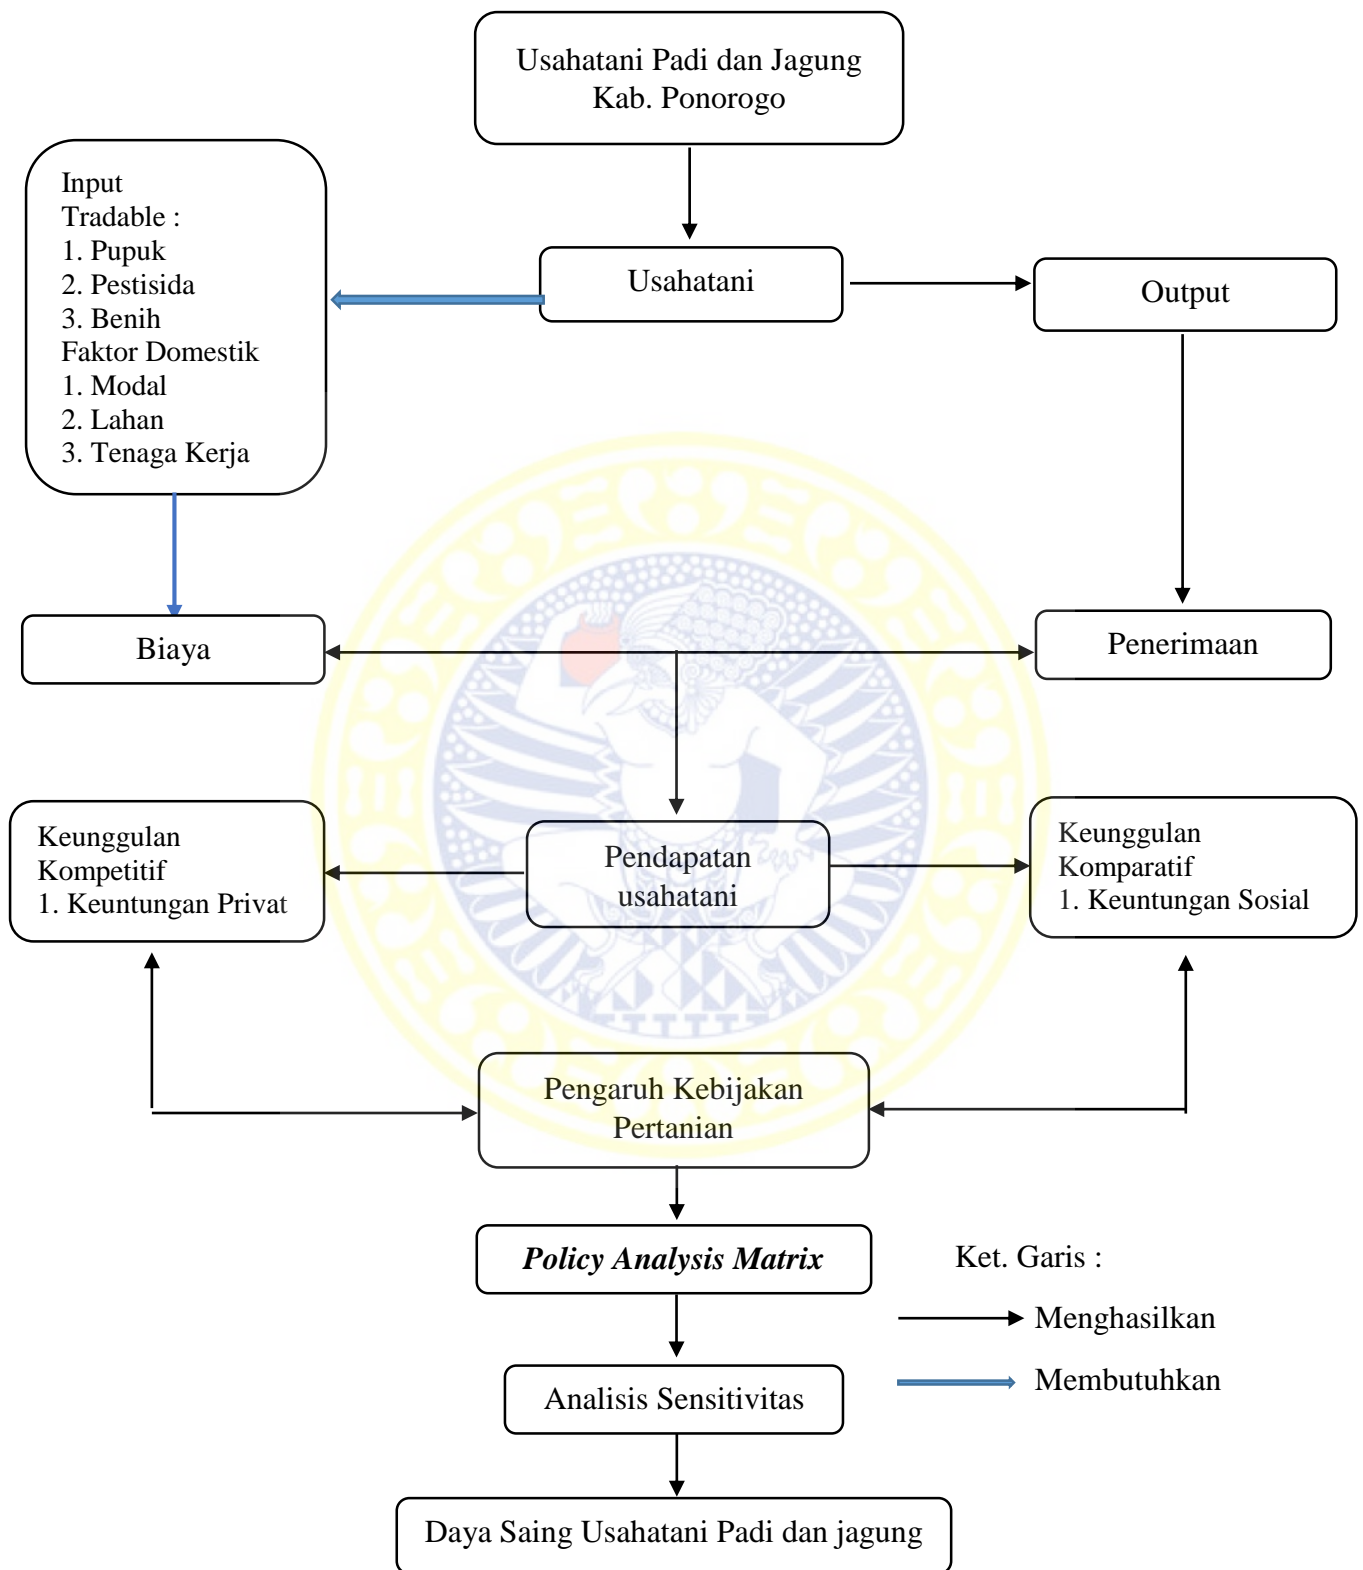 Usahatani Padi dan Jagung
Kab. Ponorogo
Input
Tradable :
1. Pupuk
2. Pestisida
3. Benih
Faktor Domestik
1. Modal
2. Lahan
3. Tenaga Kerja
Usahatani
Output
Biaya
Penerimaan
Keunggulan
Kompetitif
1. Keuntungan Privat
Pendapatan
usahatani
Keunggulan
Komparatif
1. Keuntungan Sosial
Pengaruh Kebijakan
Pertanian
Policy Analysis Matrix
Ket. Garis :
Menghasilkan
Membutuhkan
Analisis Sensitivitas
Daya Saing Usahatani Padi dan jagung